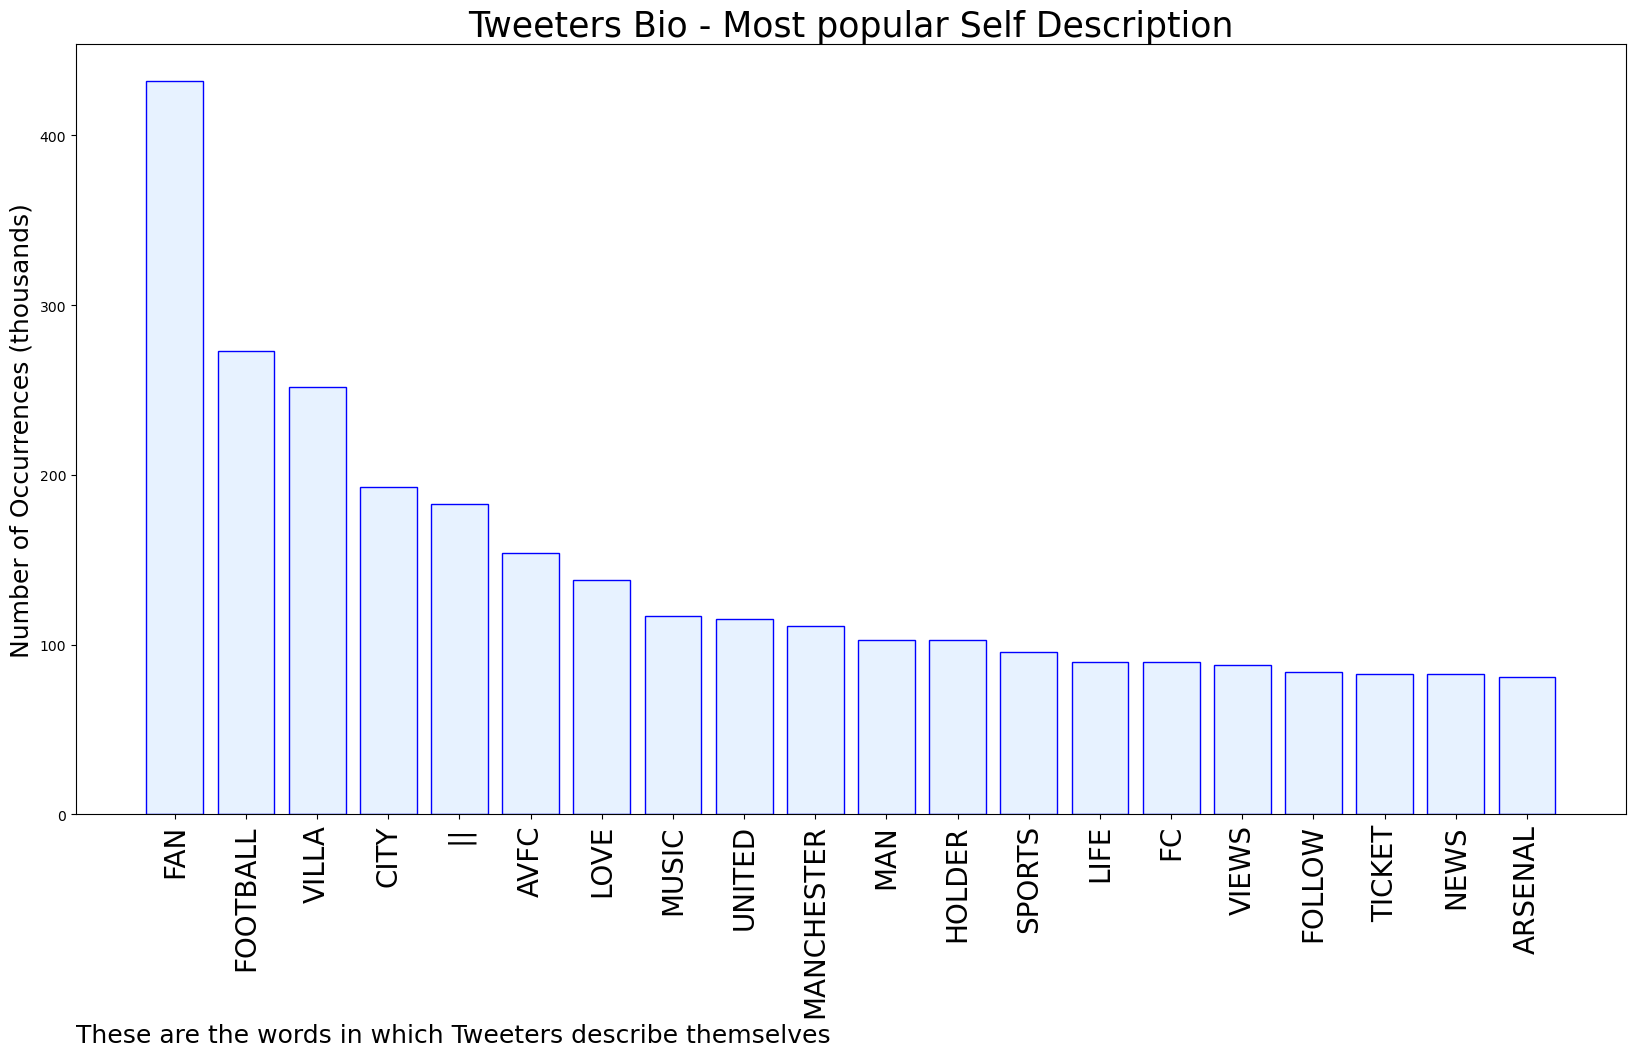 Tweeters Bio - Most popular Self Description
Number of Occurrences (thousands)
400
300
200
100
0
FAN
FOOTBALL
VILLA
CITY
||
AVFC
LOVE
MUSIC
UNITED
MANCHESTER
MAN
HOLDER
SPORTS
LIFE
FC
VIEWS
FOLLOW
TICKET
NEWS
ARSENAL
These are the words in which Tweeters describe themselves